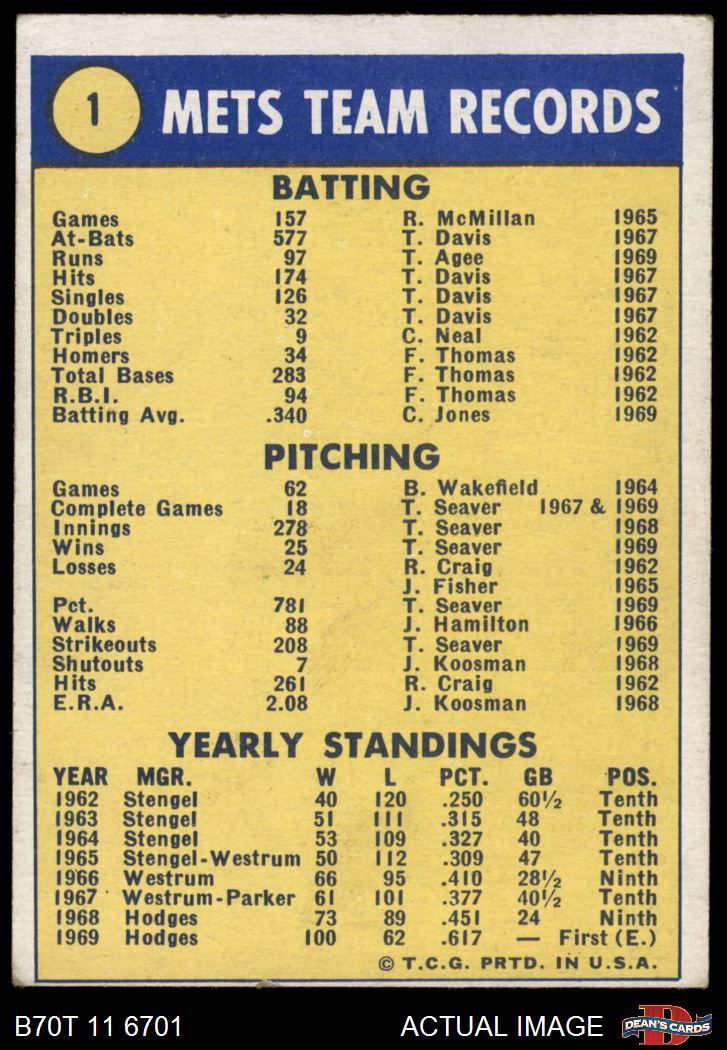 1 METS TEAM RECORDS
BATTING
Games 157 R. McMillan 1965
At-Bats 577 T. Davis 1967
Runs 97 T. Agee 1969
Hits 174 T. Davis 1967
Singles 126 T. Davis 1967
Doubles 32 T. Davis 1967
Triples 9 C. Neal 1962
Homers 34 F. Thomas 1962
Total Bases 283 F. Thomas 1962
R.B.I. 94 F. Thomas 1962
Batting Avg. .340 C. Jones 1969
PITCHING
Games 62 B. Wakefield 1964
Complete Games 18 T. Seaver 1967 & 1969
Innings 278 T. Seaver 1968
Wins 25 T. Seaver 1969
Losses 24 R. Craig 1962
J. Fisher 1965
Pct. 781 T. Seaver 1969
Walks 88 J. Hamilton 1966
Strikeouts 208 T. Seaver 1969
Shutouts 7 J. Koosman 1968
Hits 261 R. Craig 1962
E.R.A. 2.08 J. Koosman 1968
YEARLY STANDINGS
YEAR MGR. W L PCT. GB POS.
1962 Stengel 40 120 .250 60½ Tenth
1963 Stengel 51 111 .315 48 Tenth
1964 Stengel 53 109 .327 40 Tenth
1965 Stengel-Westrum 50 112 .309 47 Tenth
1966 Westrum 66 95 .410 28½ Ninth
1967 Westrum-Parker 61 101 .377 40½ Tenth
1968 Hodges 73 89 .451 24 Ninth
1969 Hodges 100 62 .617 — First (E.)
© T.C.G. PRTD. IN U.S.A.
B70T 11 6701 ACTUAL IMAGE D DEAN'S CARDS